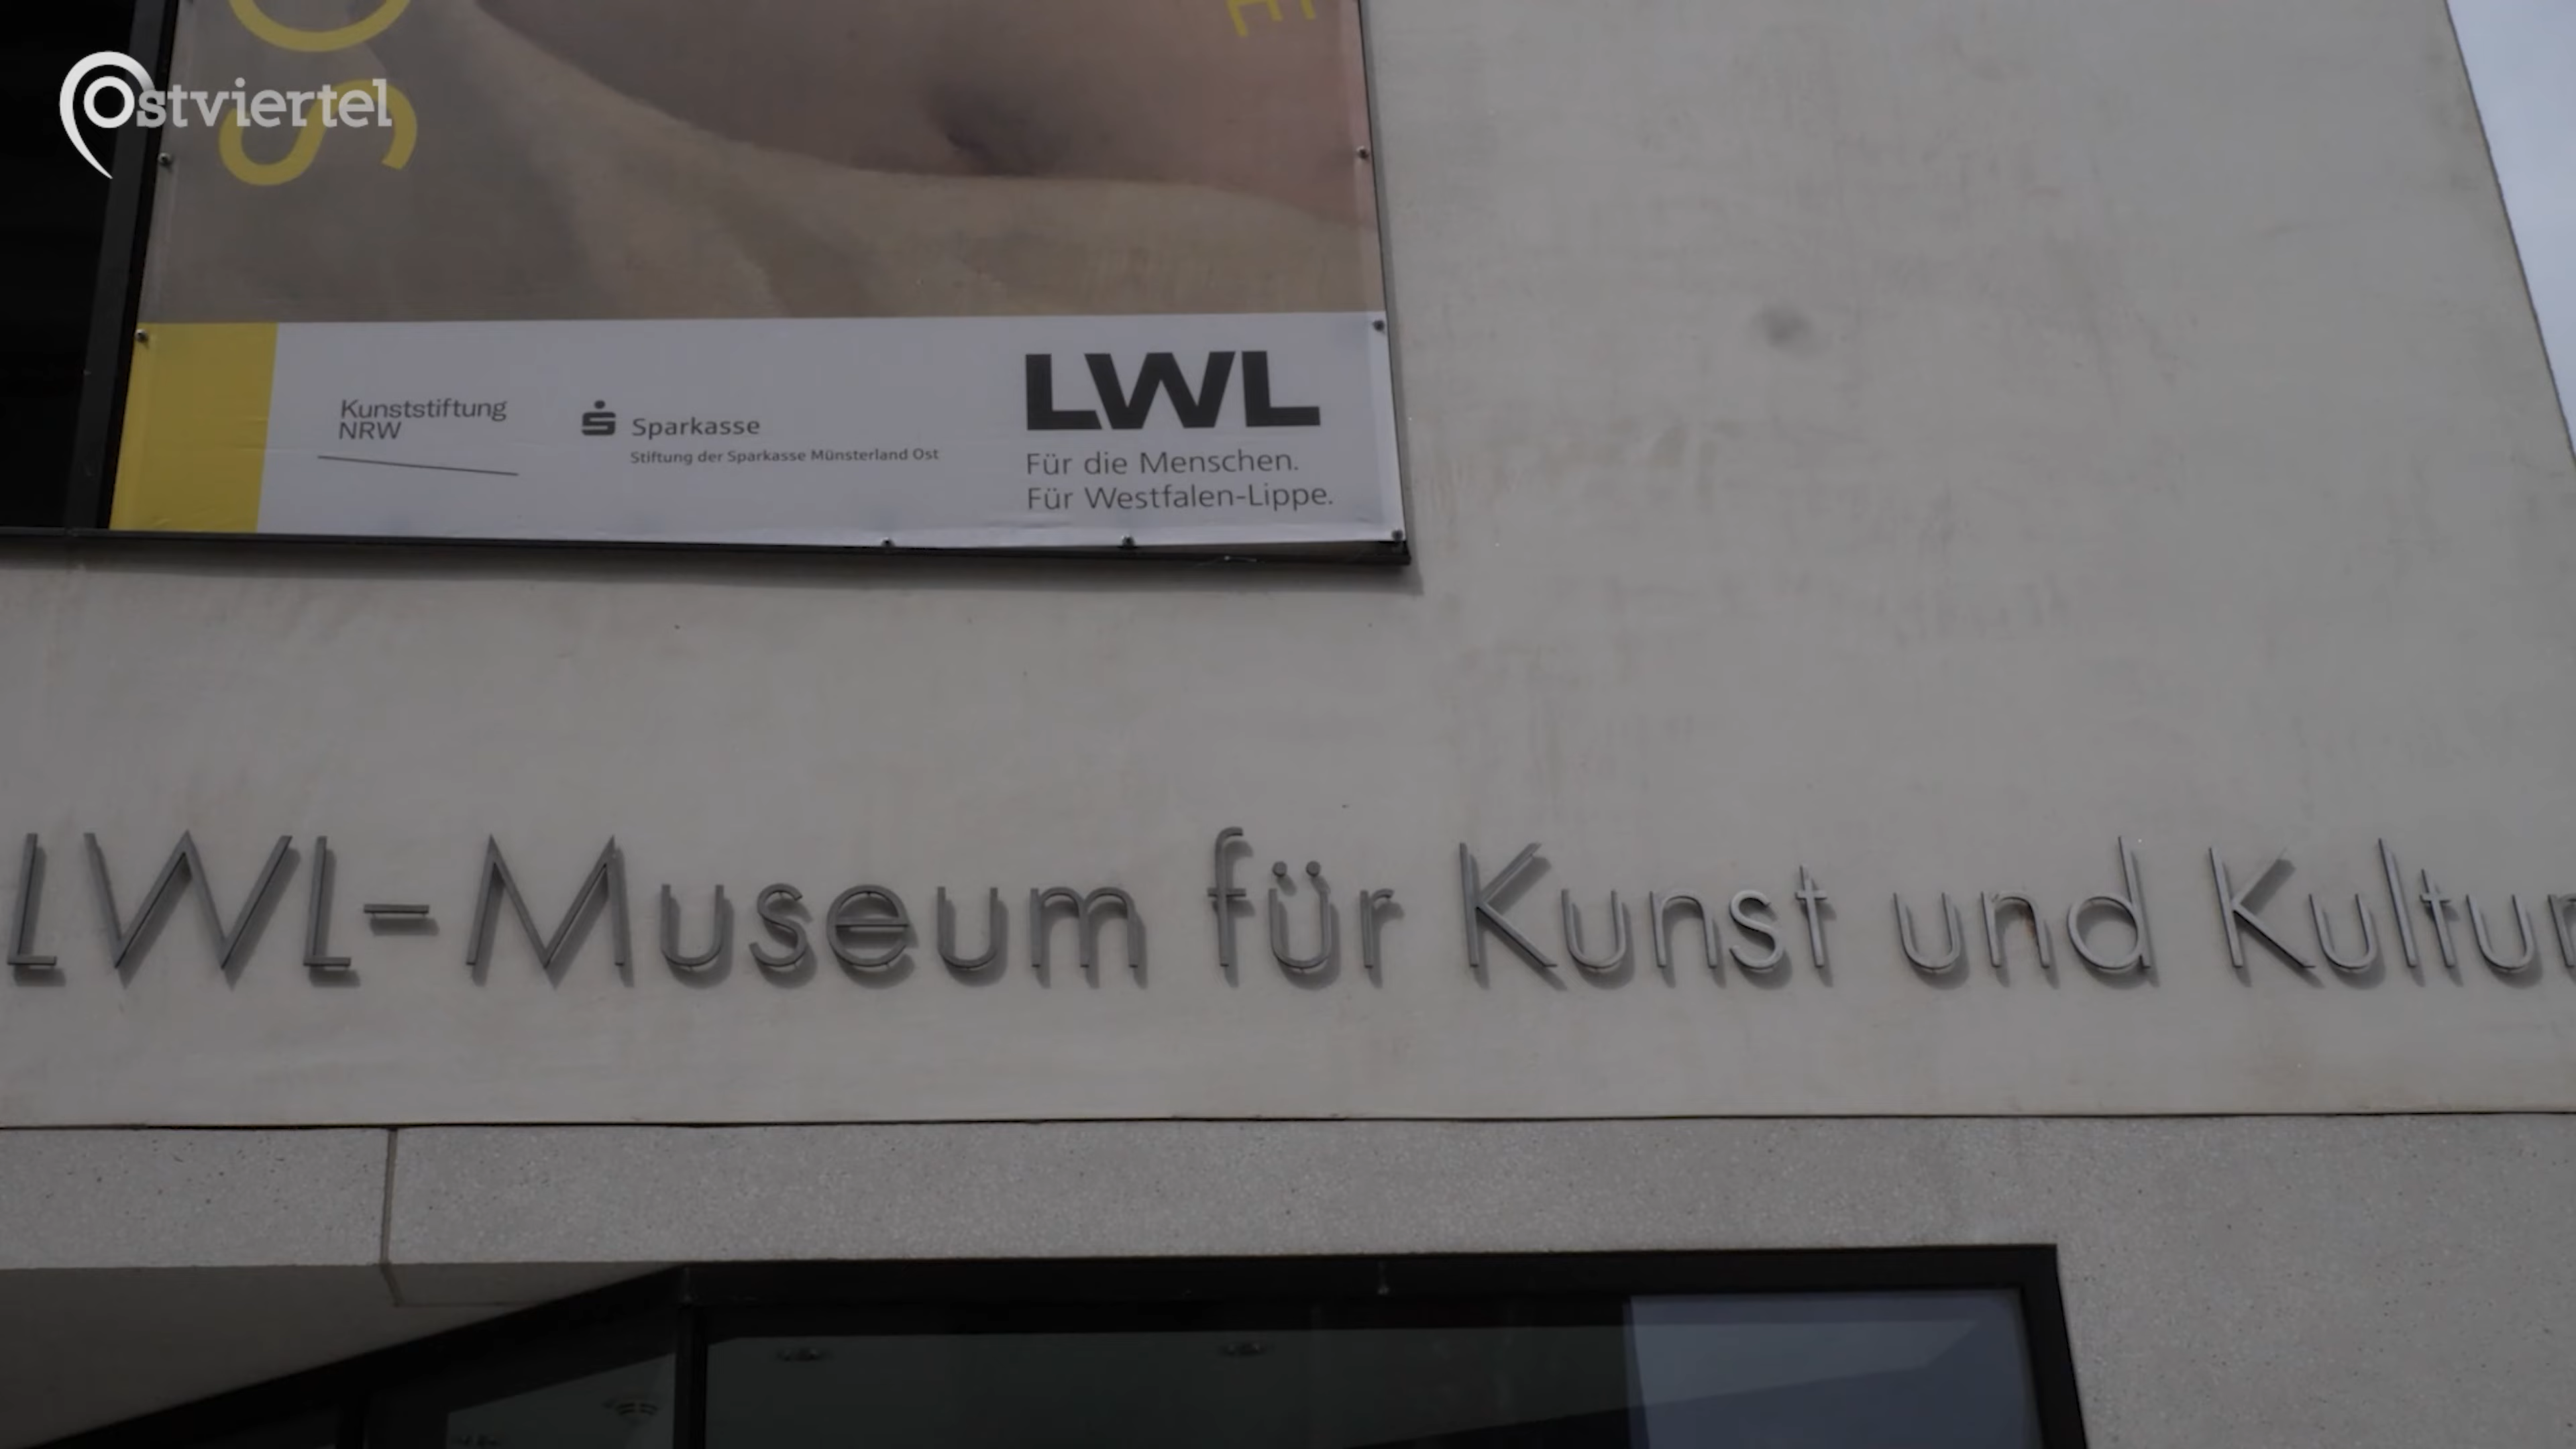 Ostviertel
Kunststiftung
NRW
Sparkasse
Stiftung der Sparkasse Münsterland Ost
LWL
Für die Menschen.
Für Westfalen-Lippe.
LWL-Museum für Kunst und Kultur